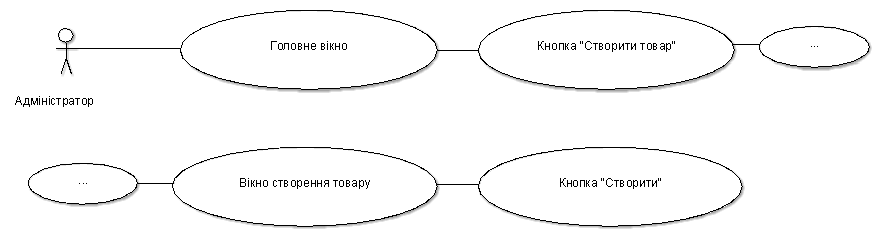 Головне вікно
Кнопка "Створити товар"
...
Адміністратор
...
Вікно створення товару
Кнопка "Створити"